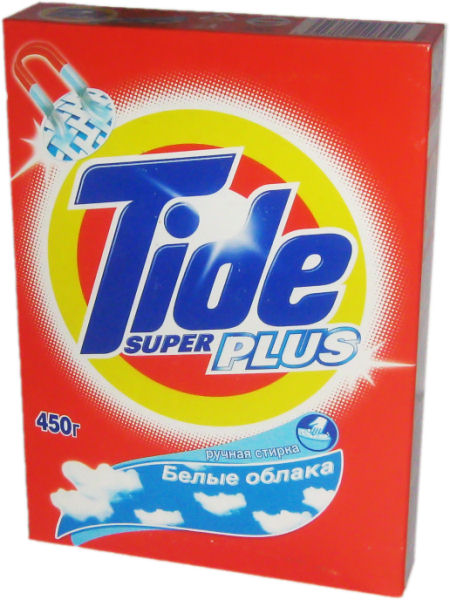 Tide
SUPER PLUS
450г
ручная стирка
Белые облака